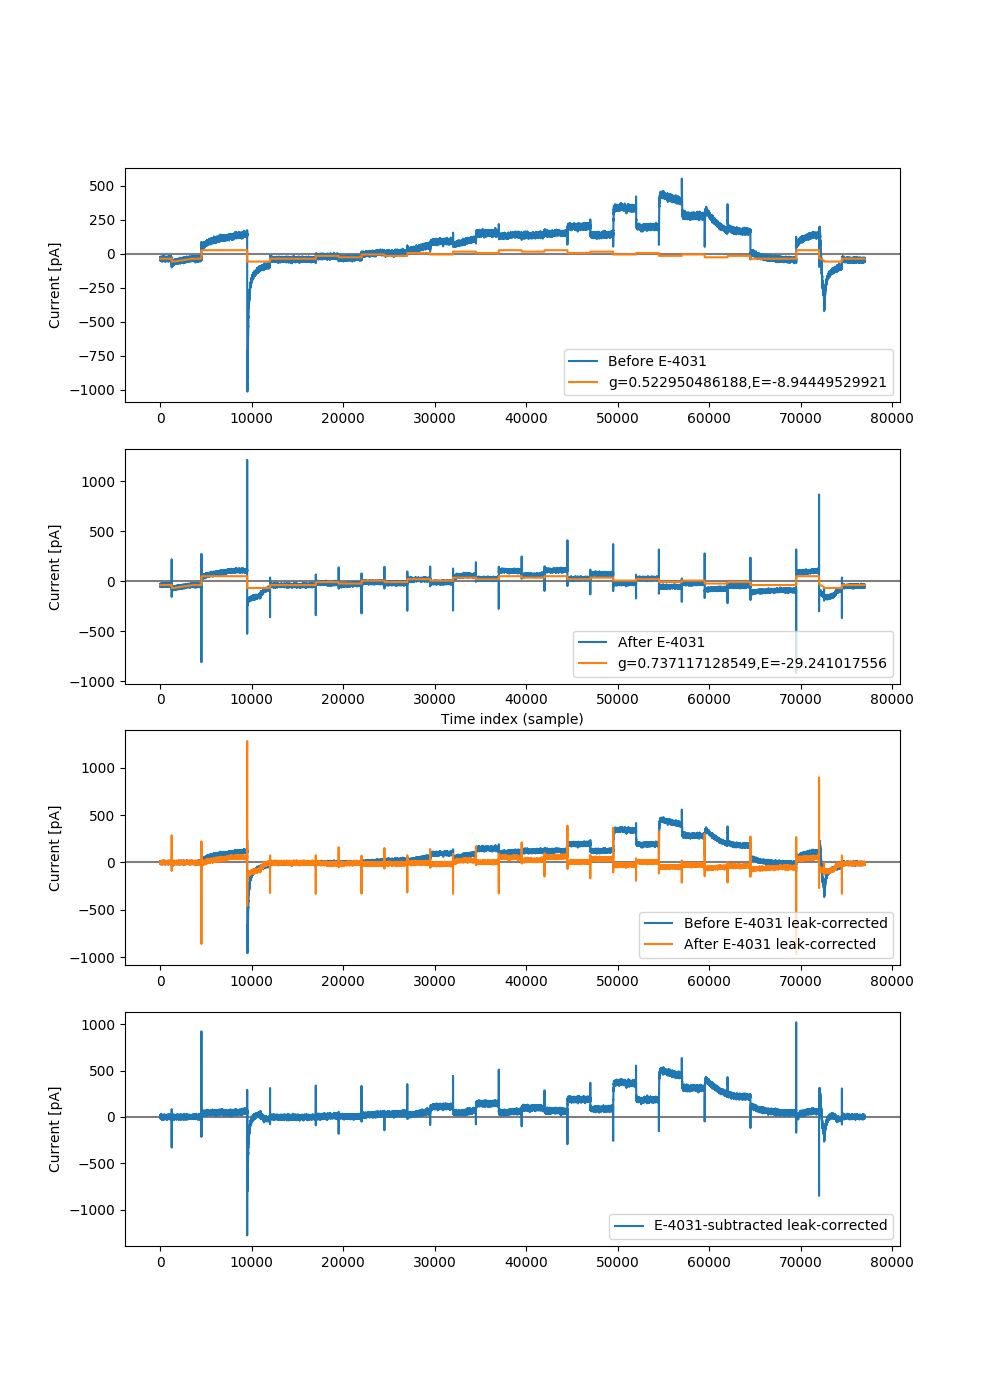 500
250
0
−250
−500
−750
−1000
Current [pA]
Before E-4031
g=0.522950486188,E=-8.94449529921
0 10000 20000 30000 40000 50000 60000 70000 80000
1000
500
0
−500
−1000
Current [pA]
After E-4031
g=0.737117128549,E=-29.241017556
0 10000 20000 30000 40000 50000 60000 70000 80000
Time index (sample)
1000
500
0
−500
−1000
Current [pA]
Before E-4031 leak-corrected
After E-4031 leak-corrected
0 10000 20000 30000 40000 50000 60000 70000 80000
1000
500
0
−500
−1000
Current [pA]
E-4031-subtracted leak-corrected
0 10000 20000 30000 40000 50000 60000 70000 80000